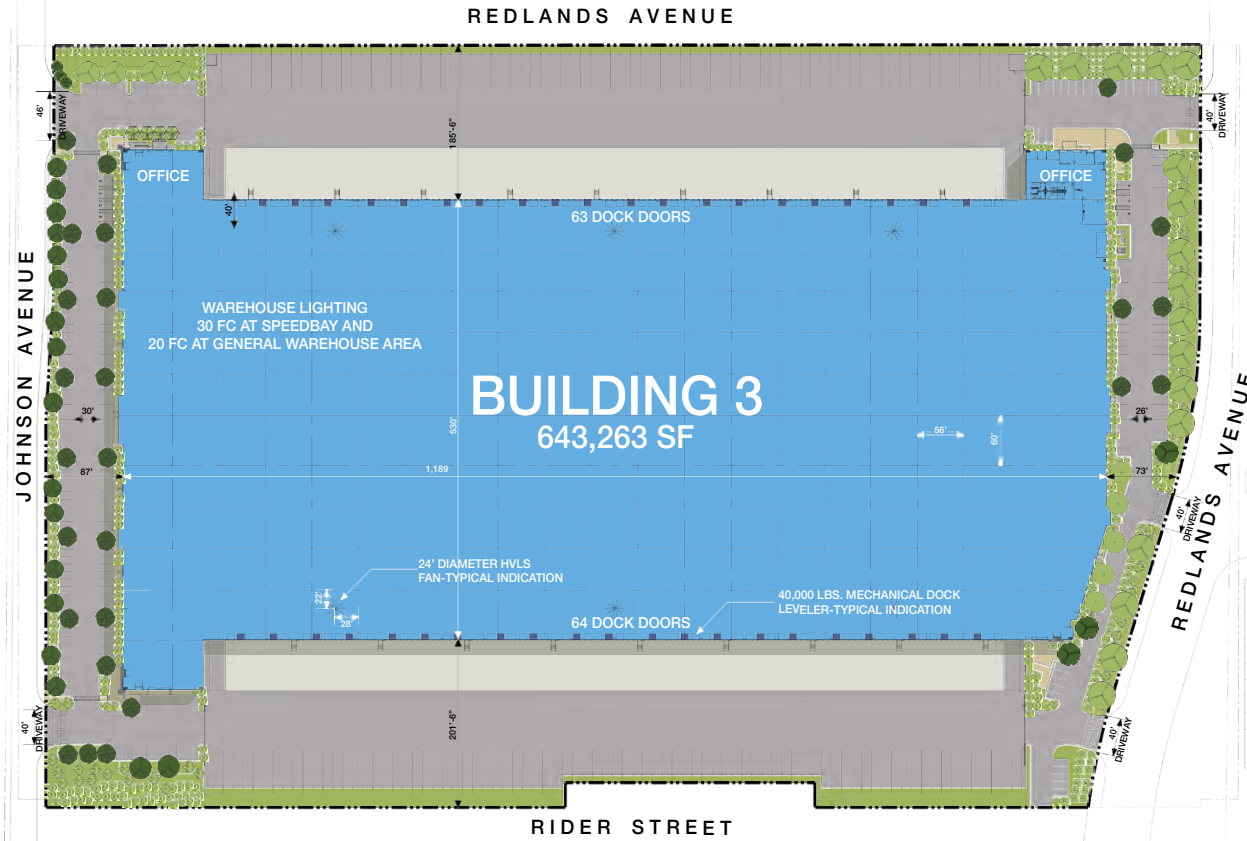 REDLANDS AVENUE
46'
DRIVEWAY
40'
DRIVEWAY
185'-6"
OFFICE
OFFICE
40'
63 DOCK DOORS
JOHNSON AVENUE
WAREHOUSE LIGHTING
30 FC AT SPEEDBAY AND
20 FC AT GENERAL WAREHOUSE AREA
BUILDING 3
643,263 SF
30'
530'
56'
60'
26'
87'
1,189
73'
REDLANDS AVENUE
40'
DRIVEWAY
24' DIAMETER HVLS
FAN-TYPICAL INDICATION
22'
28'
40,000 LBS. MECHANICAL DOCK
LEVELER-TYPICAL INDICATION
64 DOCK DOORS
40'
DRIVEWAY
201'-6"
40'
DRIVEWAY
RIDER STREET